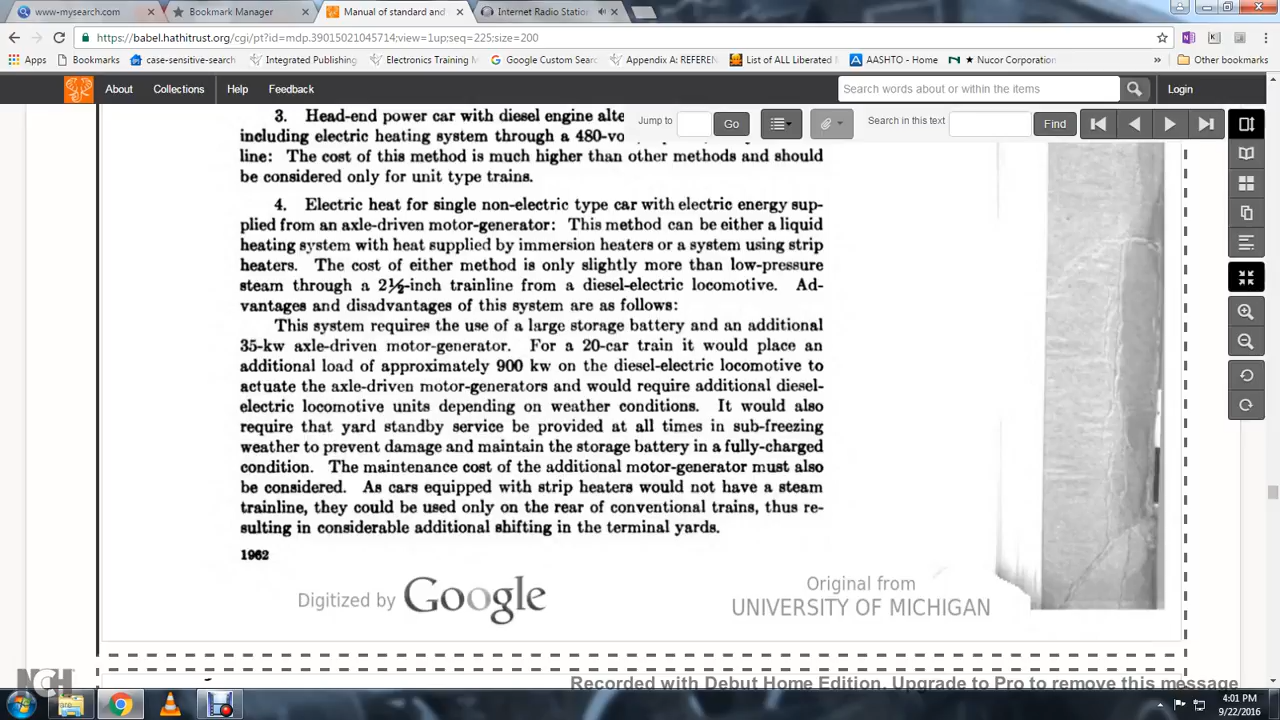 www-mysearch.com
Bookmark Manager
Manual of standard and
Internet Radio Station
https://babel.hathitrust.org/cgi/pt?id=mdp.39015021045714;view=1up;seq=225;size=200
Apps
Bookmarks
case-sensitive-search
Integrated Publishing
Electronics Training
Google Custom Sear
Appendix A: REFEREN
List of ALL Liberated
AASHTO - Home
★ Nucor Corporation
Other bookmarks
About
Collections
Help
Feedback
Search words about or within the items
Login
Jump to
Go
Search in this text
Find
3. Head-end power car with diesel engine alte
including electric heating system through a 480-vo
line: The cost of this method is much higher than other methods and should
be considered only for unit type trains.
4. Electric heat for single non-electric type car with electric energy sup-
plied from an axle-driven motor-generator: This method can be either a liquid
heating system with heat supplied by immersion heaters or a system using strip
heaters. The cost of either method is only slightly more than low-pressure
steam through a 2½-inch trainline from a diesel-electric locomotive. Ad-
vantages and disadvantages of this system are as follows:
This system requires the use of a large storage battery and an additional
35-kw axle-driven motor-generator. For a 20-car train it would place an
additional load of approximately 900 kw on the diesel-electric locomotive to
actuate the axle-driven motor-generators and would require additional diesel-
electric locomotive units depending on weather conditions. It would also
require that yard standby service be provided at all times in sub-freezing
weather to prevent damage and maintain the storage battery in a fully-charged
condition. The maintenance cost of the additional motor-generator must also
be considered. As cars equipped with strip heaters would not have a steam
trainline, they could be used only on the rear of conventional trains, thus re-
sulting in considerable additional shifting in the terminal yards.
1962
Digitized by Google
Original from
UNIVERSITY OF MICHIGAN
NCH
Recorded with Debut Home Edition. Upgrade to Pro to remove this message
4:01 PM
9/22/2016